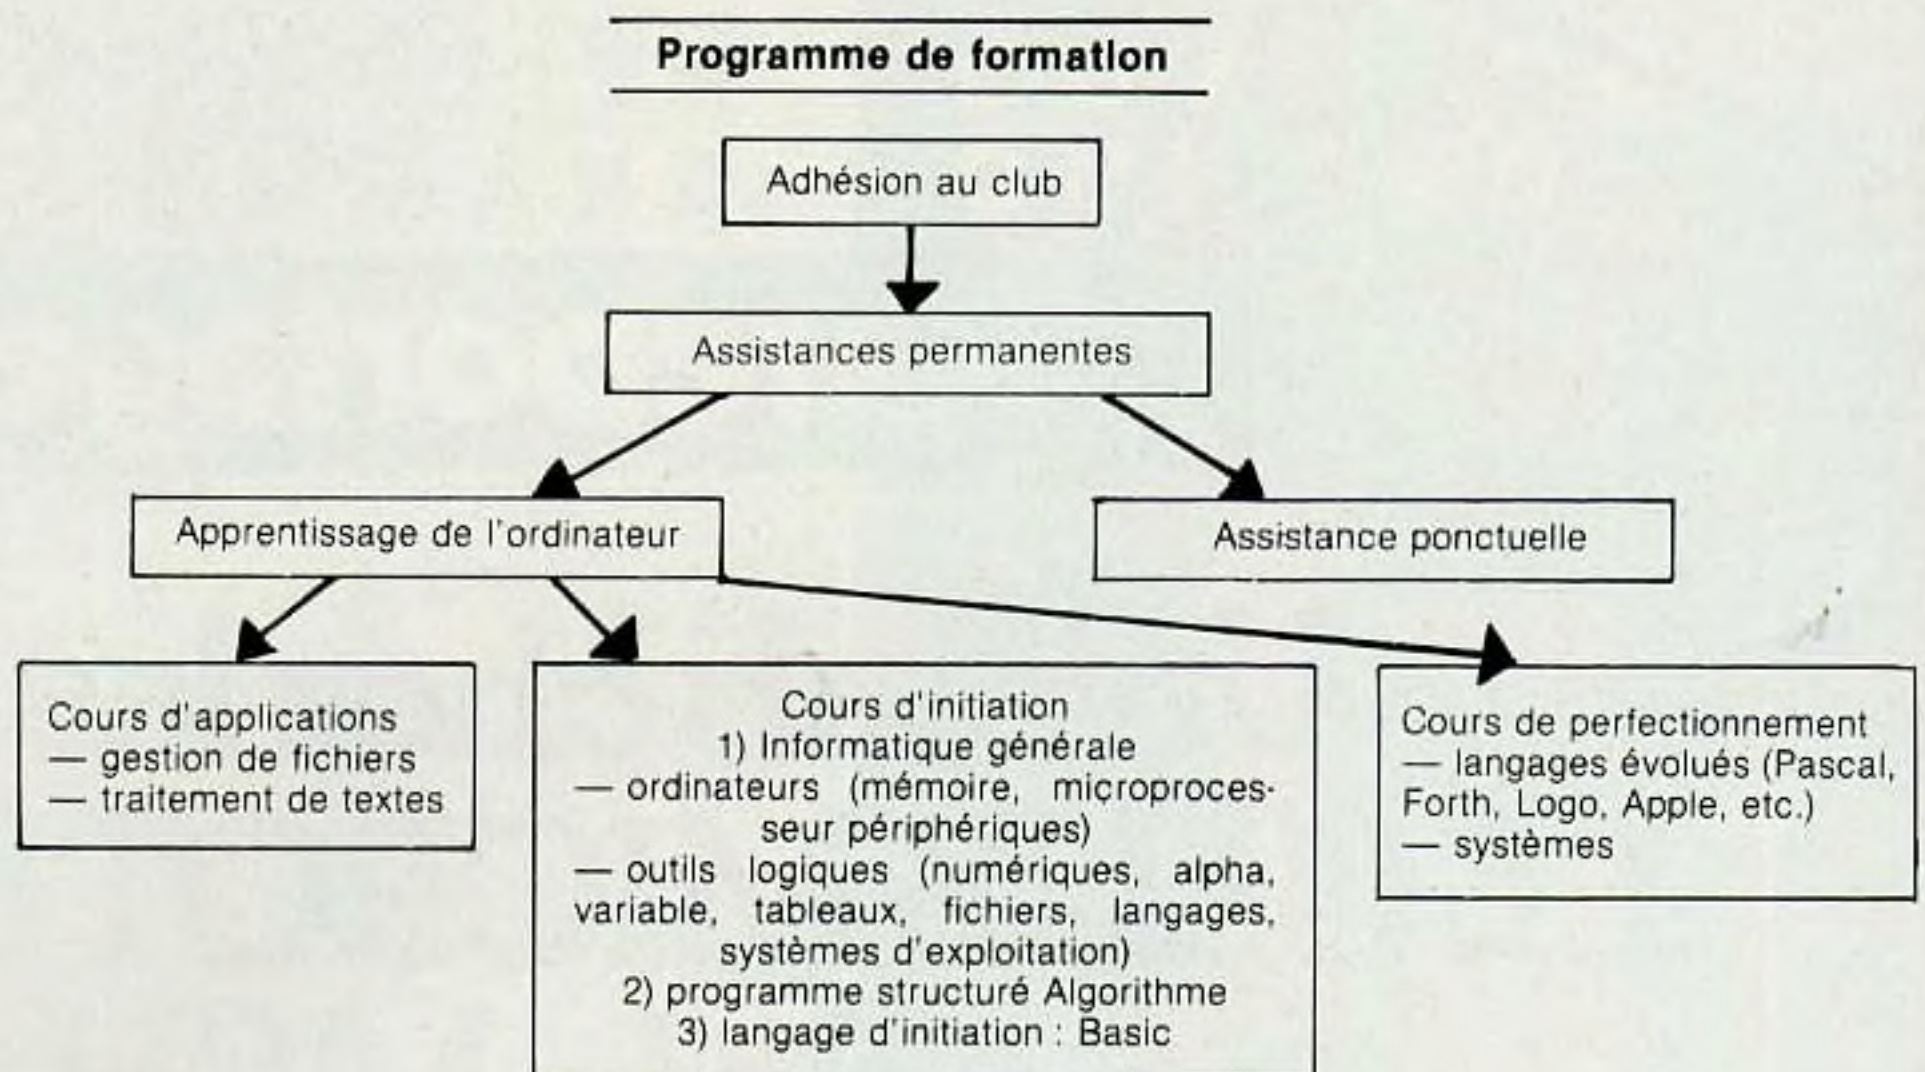 Programme de formation
Adhésion au club
Assistances permanentes
Apprentissage de l'ordinateur
Assistance ponctuelle
Cours d'applications
— gestion de fichiers
— traitement de textes
Cours d'initiation
1) Informatique générale
— ordinateurs (mémoire, microproces-
seur périphériques)
— outils logiques (numériques, alpha,
variable, tableaux, fichiers, langages,
systèmes d'exploitation)
2) programme structuré Algorithme
3) langage d'initiation : Basic
Cours de perfectionnement
— langages évolués (Pascal,
Forth, Logo, Apple, etc.)
— systèmes